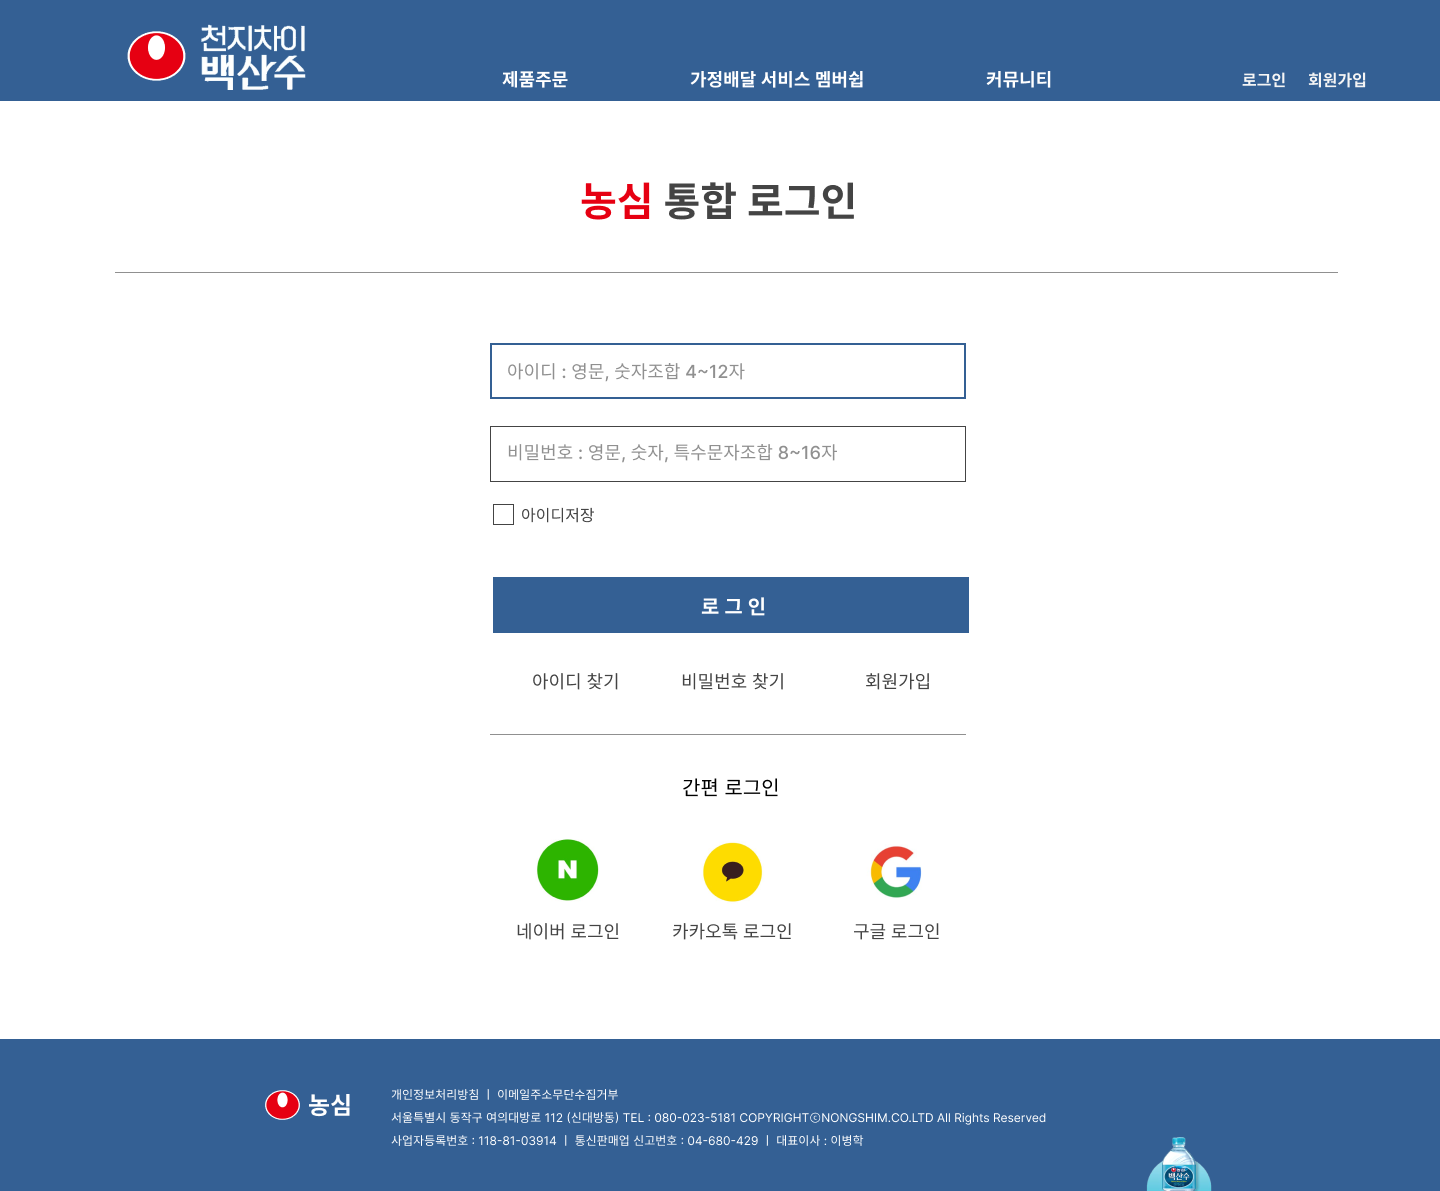 천지차이
백산수
제품주문 가정배달 서비스 멤버쉽 커뮤니티 로그인 회원가입
농심 통합 로그인
아이디 : 영문, 숫자조합 4~12자
비밀번호 : 영문, 숫자, 특수문자조합 8~16자
아이디저장
로 그 인
아이디 찾기 비밀번호 찾기 회원가입
간편 로그인
N
네이버 로그인 카카오톡 로그인 구글 로그인
농심
개인정보처리방침 ㅣ 이메일주소무단수집거부
서울특별시 동작구 여의대방로 112 (신대방동) TEL : 080-023-5181 COPYRIGHTⓒNONGSHIM.CO.LTD All Rights Reserved
사업자등록번호 : 118-81-03914 ㅣ 통신판매업 신고번호 : 04-680-429 ㅣ 대표이사 : 이병학
백산수